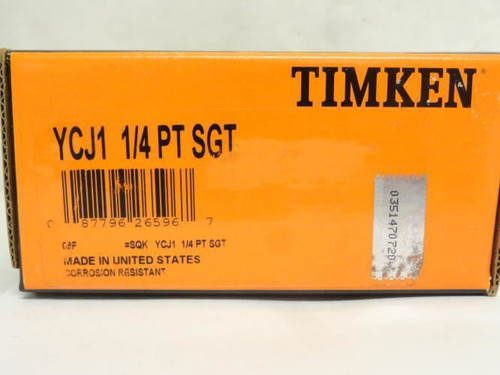 TIMKEN
YCJ1 1/4 PT SGT
0 87796 26596 7
=SQK YCJ1 1/4 PT SGT
MADE IN UNITED STATES
CORROSION RESISTANT
0351470720